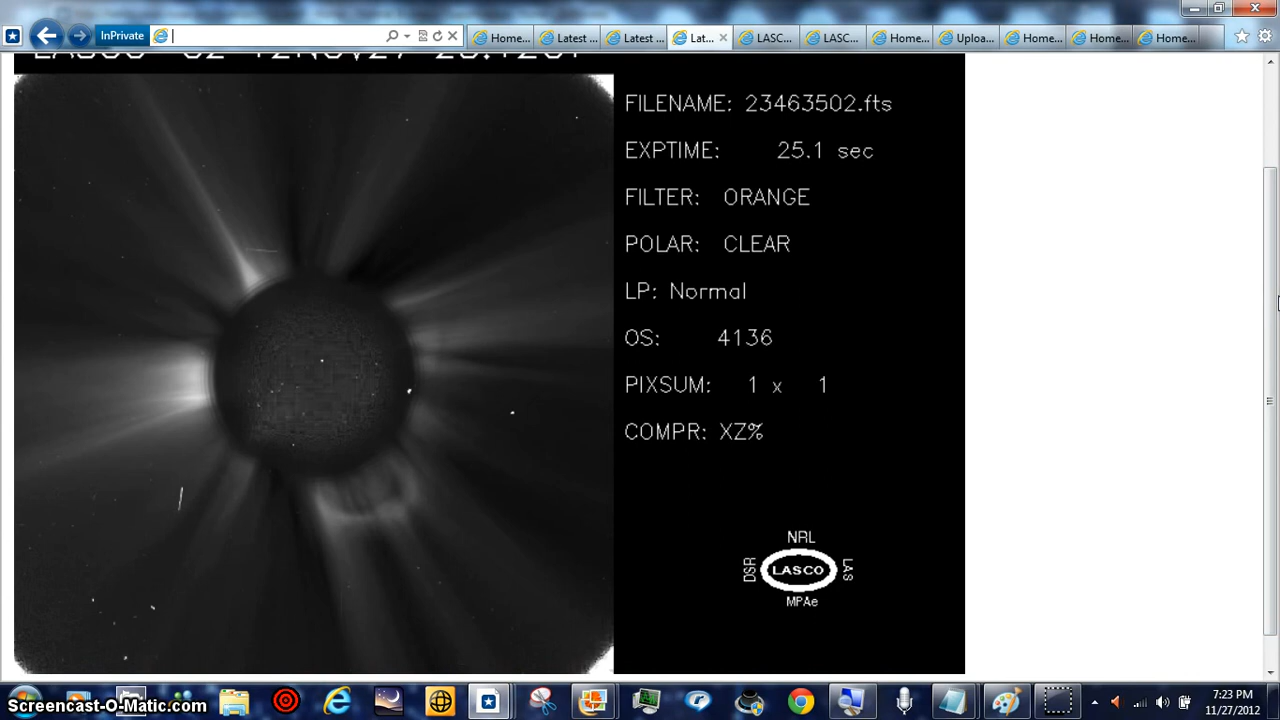 InPrivate
Home...
Latest ...
Latest ...
Lat...
LASC...
LASC...
Home...
Uploa...
Home...
Home...
Home...
FILENAME: 23463502.fts
EXPTIME: 25.1 sec
FILTER: ORANGE
POLAR: CLEAR
LP: Normal
OS: 4136
PIXSUM: 1 x 1
COMPR: XZ%
NRL
DSR
LASCO
LAS
MPAe
Screencast-O-Matic.com
7:23 PM
11/27/2012